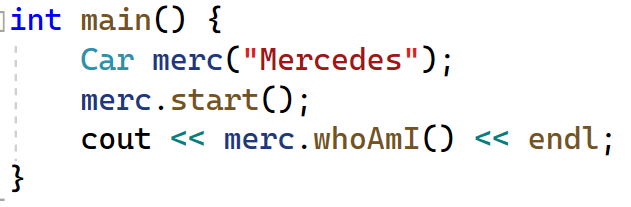 int main() {
    Car merc("Mercedes");
    merc.start();
    cout << merc.whoAmI() << endl;
}